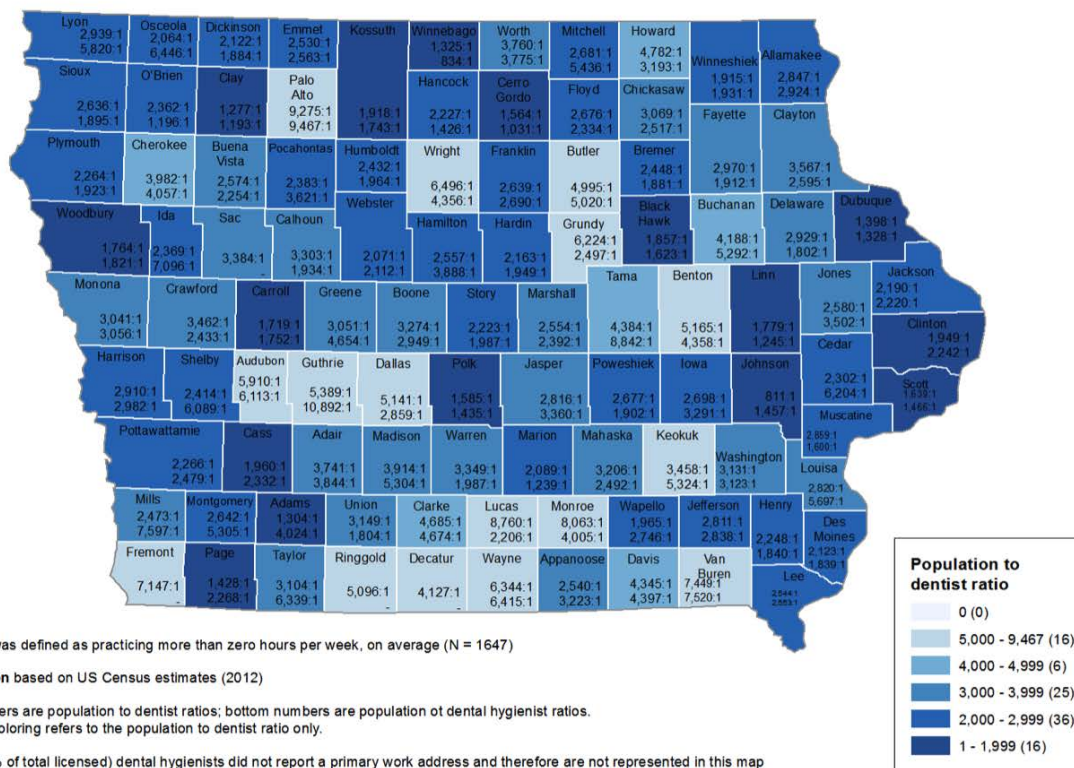 Lyon
2,939:1
5,820:1
Osceola
2,064:1
6,446:1
Dickinson
2,122:1
1,884:1
Emmet
2,530:1
2,563:1
Kossuth
1,918:1
1,743:1
Winnebago
1,325:1
834:1
Worth
3,760:1
3,775:1
Mitchell
2,681:1
5,436:1
Howard
4,782:1
3,193:1
Winneshiek
1,915:1
1,931:1
Allamakee
2,847:1
2,924:1
Sioux
2,636:1
1,895:1
O'Brien
2,362:1
1,196:1
Clay
1,277:1
1,193:1
Palo
Alto
9,275:1
9,467:1
Hancock
2,227:1
1,426:1
Cerro
Gordo
1,564:1
1,031:1
Floyd
2,676:1
2,334:1
Chickasaw
3,069:1
2,517:1
Fayette
2,970:1
1,912:1
Clayton
3,567:1
2,595:1
Plymouth
2,264:1
1,923:1
Cherokee
3,982:1
4,057:1
Buena
Vista
2,574:1
2,254:1
Pocahontas
2,383:1
3,621:1
Humboldt
2,432:1
1,964:1
Wright
6,496:1
4,356:1
Franklin
2,639:1
2,690:1
Butler
4,995:1
5,020:1
Bremer
2,448:1
1,881:1
Woodbury
1,764:1
1,821:1
Ida
2,369:1
7,096:1
Sac
3,384:1
-
Calhoun
3,303:1
1,934:1
Webster
2,071:1
2,112:1
Hamilton
2,557:1
3,888:1
Hardin
2,163:1
1,949:1
Grundy
6,224:1
2,497:1
Black
Hawk
1,857:1
1,623:1
Buchanan
4,188:1
5,292:1
Delaware
2,929:1
1,802:1
Dubuque
1,398:1
1,328:1
Monona
3,041:1
3,056:1
Crawford
3,462:1
2,433:1
Carroll
1,719:1
1,752:1
Greene
3,051:1
4,654:1
Boone
3,274:1
2,949:1
Story
2,223:1
1,987:1
Marshall
2,554:1
2,392:1
Tama
4,384:1
8,842:1
Benton
5,165:1
4,358:1
Linn
1,779:1
1,245:1
Jones
2,580:1
3,502:1
Jackson
2,190:1
2,220:1
Clinton
1,949:1
2,242:1
Harrison
2,910:1
2,982:1
Shelby
2,414:1
6,089:1
Audubon
5,910:1
6,113:1
Guthrie
5,389:1
10,892:1
Dallas
5,141:1
2,859:1
Polk
1,585:1
1,435:1
Jasper
2,816:1
3,360:1
Poweshiek
2,677:1
1,902:1
Iowa
2,698:1
3,291:1
Johnson
811:1
1,457:1
Cedar
2,302:1
6,204:1
Scott
Muscatine
2,859:1
1,600:1
Pottawattamie
2,266:1
2,479:1
Cass
1,960:1
2,332:1
Adair
3,741:1
3,844:1
Madison
3,914:1
5,304:1
Warren
3,349:1
1,987:1
Marion
2,089:1
1,239:1
Mahaska
3,206:1
2,492:1
Keokuk
3,458:1
5,324:1
Washington
3,131:1
3,123:1
Louisa
2,820:1
5,697:1
Mills
2,473:1
7,597:1
Montgomery
2,642:1
5,305:1
Adams
1,304:1
4,024:1
Union
3,149:1
1,804:1
Clarke
4,685:1
4,674:1
Lucas
8,760:1
2,206:1
Monroe
8,063:1
4,005:1
Wapello
1,965:1
2,746:1
Jefferson
2,811:1
2,838:1
Henry
2,248:1
1,840:1
Des
Moines
2,123:1
1,839:1
Fremont
7,147:1
-
Page
1,428:1
2,268:1
Taylor
3,104:1
6,339:1
Ringgold
5,096:1
-
Decatur
4,127:1
-
Wayne
6,344:1
6,415:1
Appanoose
2,540:1
3,223:1
Davis
4,345:1
4,397:1
Van
Buren
7,449:1
7,520:1
Lee
was defined as practicing more than zero hours per week, on average (N = 1647)
based on US Census estimates (2012)
are population to dentist ratios; bottom numbers are population ot dental hygienist ratios.
refers to the population to dentist ratio only.
of total licensed) dental hygienists did not report a primary work address and therefore are not represented in this map
Population to
dentist ratio
0 (0)
5,000 - 9,467 (16)
4,000 - 4,999 (6)
3,000 - 3,999 (25)
2,000 - 2,999 (36)
1 - 1,999 (16)